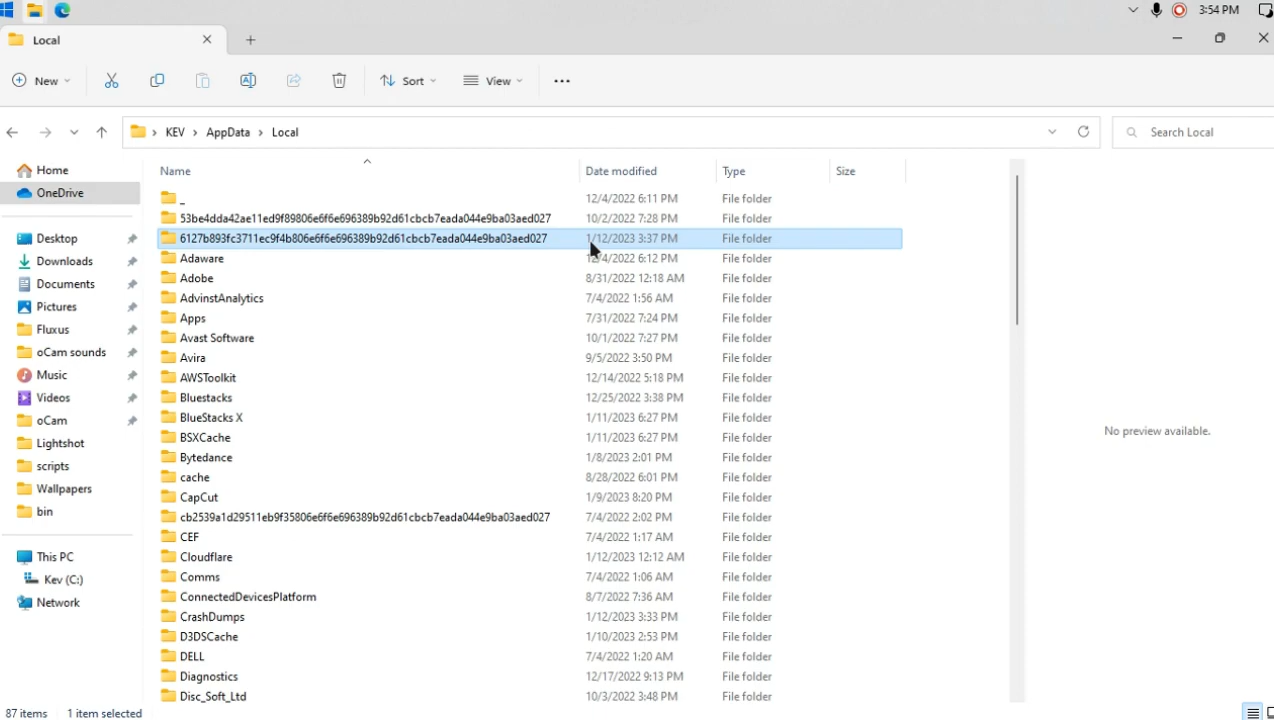 3:54 PM
Local
New
Sort
View
KEV > AppData > Local
Search Local
Name Date modified Type Size
Home
OneDrive
Desktop
Downloads
Documents
Pictures
Fluxus
oCam sounds
Music
Videos
oCam
Lightshot
scripts
Wallpapers
bin
This PC
Kev (C:)
Network
_ 12/4/2022 6:11 PM File folder
53be4dda42ae11ed9f89806e6f6e696389b92d61cbcb7eada044e9ba03aed027 10/2/2022 7:28 PM File folder
6127b893fc3711ec9f4b806e6f6e696389b92d61cbcb7eada044e9ba03aed027 1/12/2023 3:37 PM File folder
Adaware 12/4/2022 6:12 PM File folder
Adobe 8/31/2022 12:18 AM File folder
AdvinstAnalytics 7/4/2022 1:56 AM File folder
Apps 7/31/2022 7:24 PM File folder
Avast Software 10/1/2022 7:27 PM File folder
Avira 9/5/2022 3:50 PM File folder
AWSToolkit 12/14/2022 5:18 PM File folder
Bluestacks 12/25/2022 3:38 PM File folder
BlueStacks X 1/11/2023 6:27 PM File folder
BSXCache 1/11/2023 6:27 PM File folder
Bytedance 1/8/2023 2:01 PM File folder
cache 8/28/2022 6:01 PM File folder
CapCut 1/9/2023 8:20 PM File folder
cb2539a1d29511eb9f35806e6f6e696389b92d61cbcb7eada044e9ba03aed027 7/4/2022 2:02 PM File folder
CEF 7/4/2022 1:17 AM File folder
Cloudflare 1/12/2023 12:12 AM File folder
Comms 7/4/2022 1:06 AM File folder
ConnectedDevicesPlatform 8/7/2022 7:36 AM File folder
CrashDumps 1/12/2023 3:33 PM File folder
D3DSCache 1/10/2023 2:53 PM File folder
DELL 7/4/2022 1:20 AM File folder
Diagnostics 12/17/2022 9:13 PM File folder
Disc_Soft_Ltd 10/3/2022 3:48 PM File folder
No preview available.
87 items 1 item selected